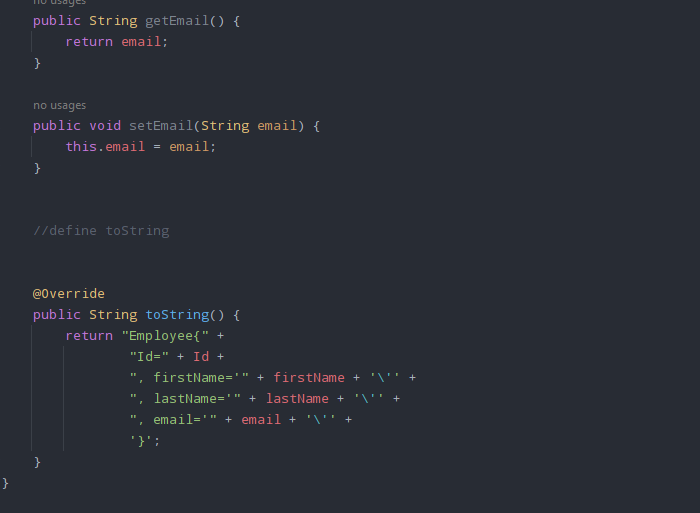 no usages
public String getEmail() {
return email;
}
no usages
public void setEmail(String email) {
this.email = email;
}
//define toString
@Override
public String toString() {
return "Employee{" +
"Id=" + Id +
", firstName='" + firstName + '\'' +
", lastName='" + lastName + '\'' +
", email='" + email + '\'' +
'}';
}
}